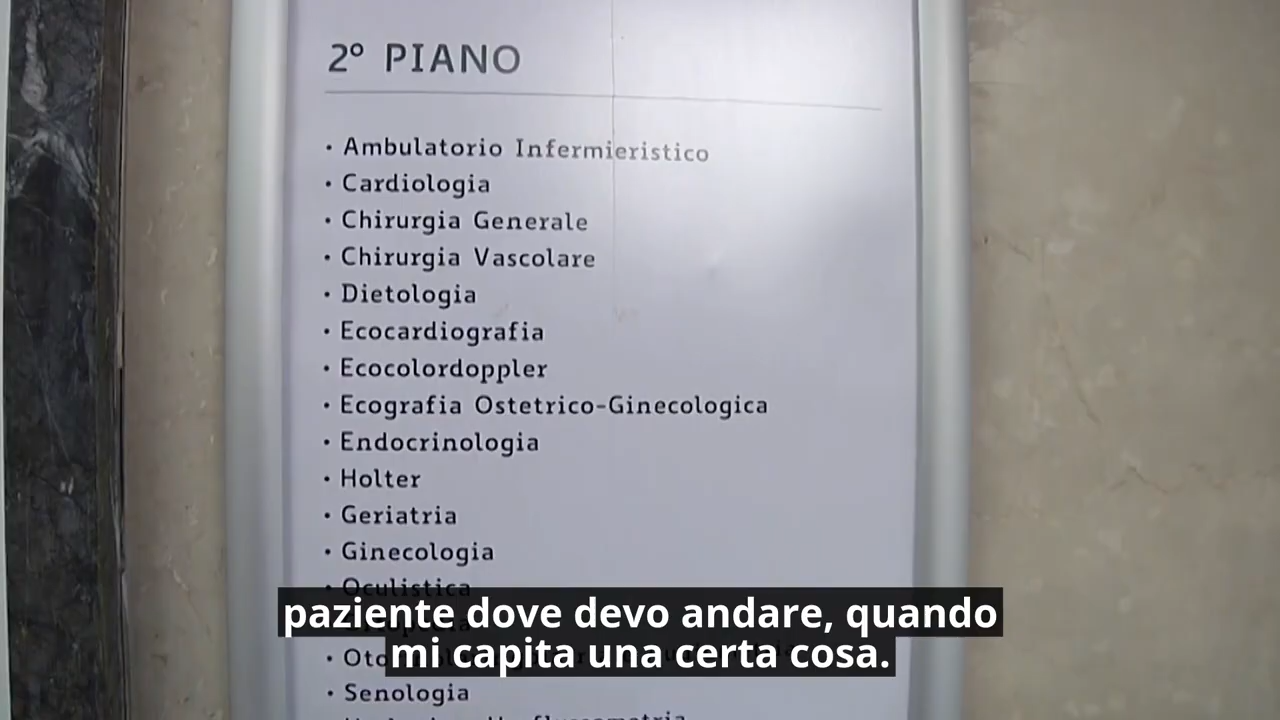 2° PIANO
• Ambulatorio Infermieristico
• Cardiologia
• Chirurgia Generale
• Chirurgia Vascolare
• Dietologia
• Ecocardiografia
• Ecocolordoppler
• Ecografia Ostetrico-Ginecologica
• Endocrinologia
• Holter
• Geriatria
• Ginecologia
• Oculistica
paziente dove devo andare, quando
mi capita una certa cosa.
• Senologia